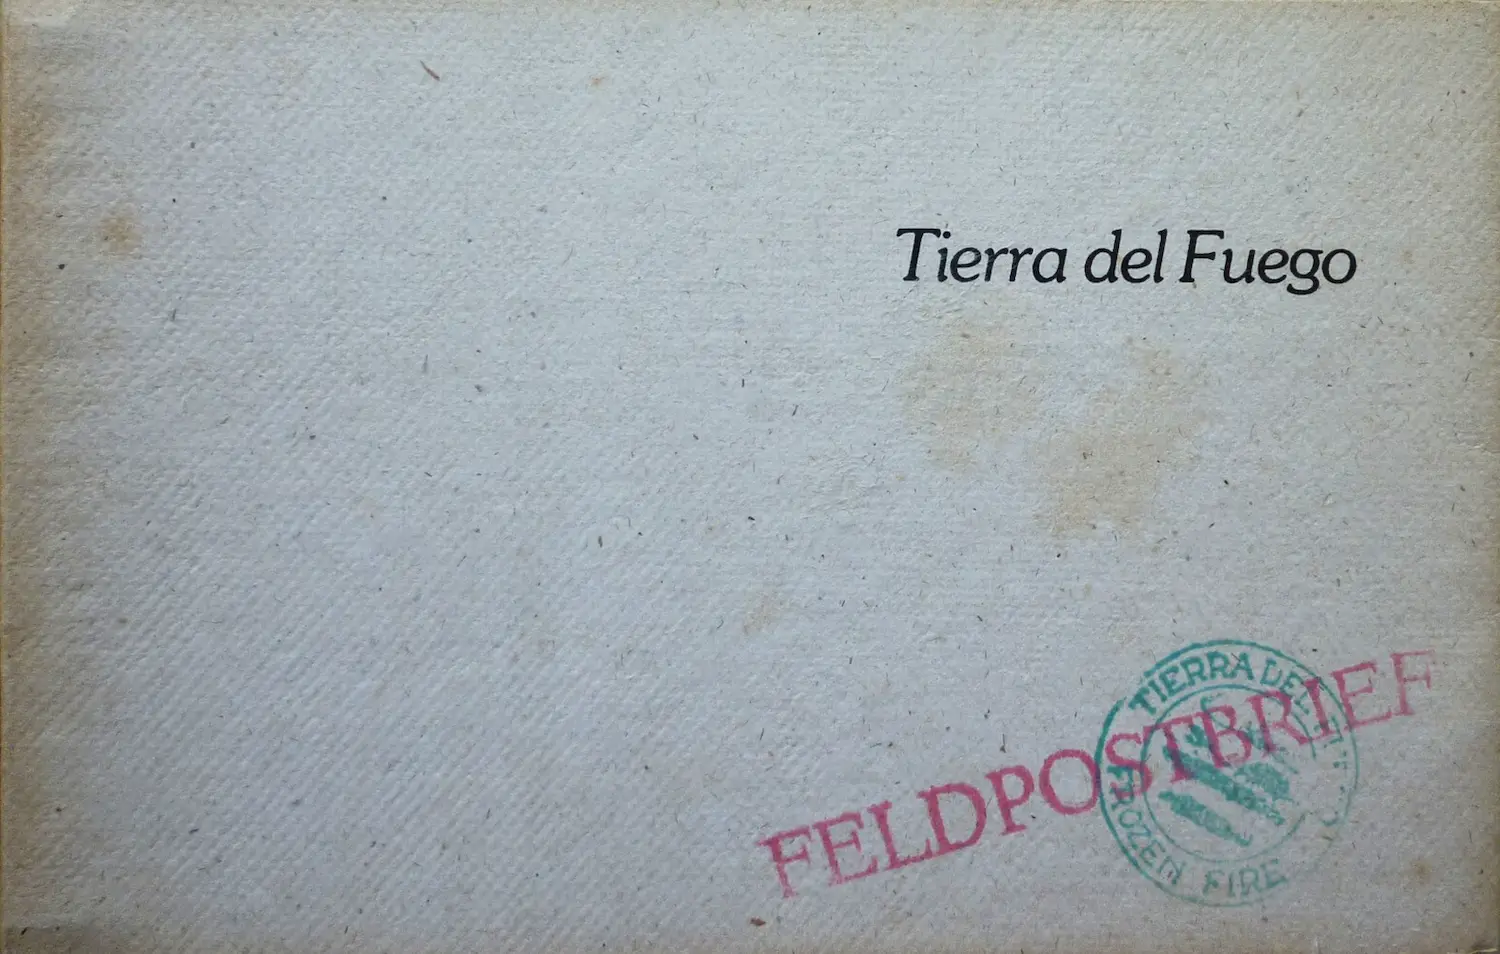 Tierra del Fuego
FELDPOSTBRIEF
TIERRA DEL
FROZEN FIRE